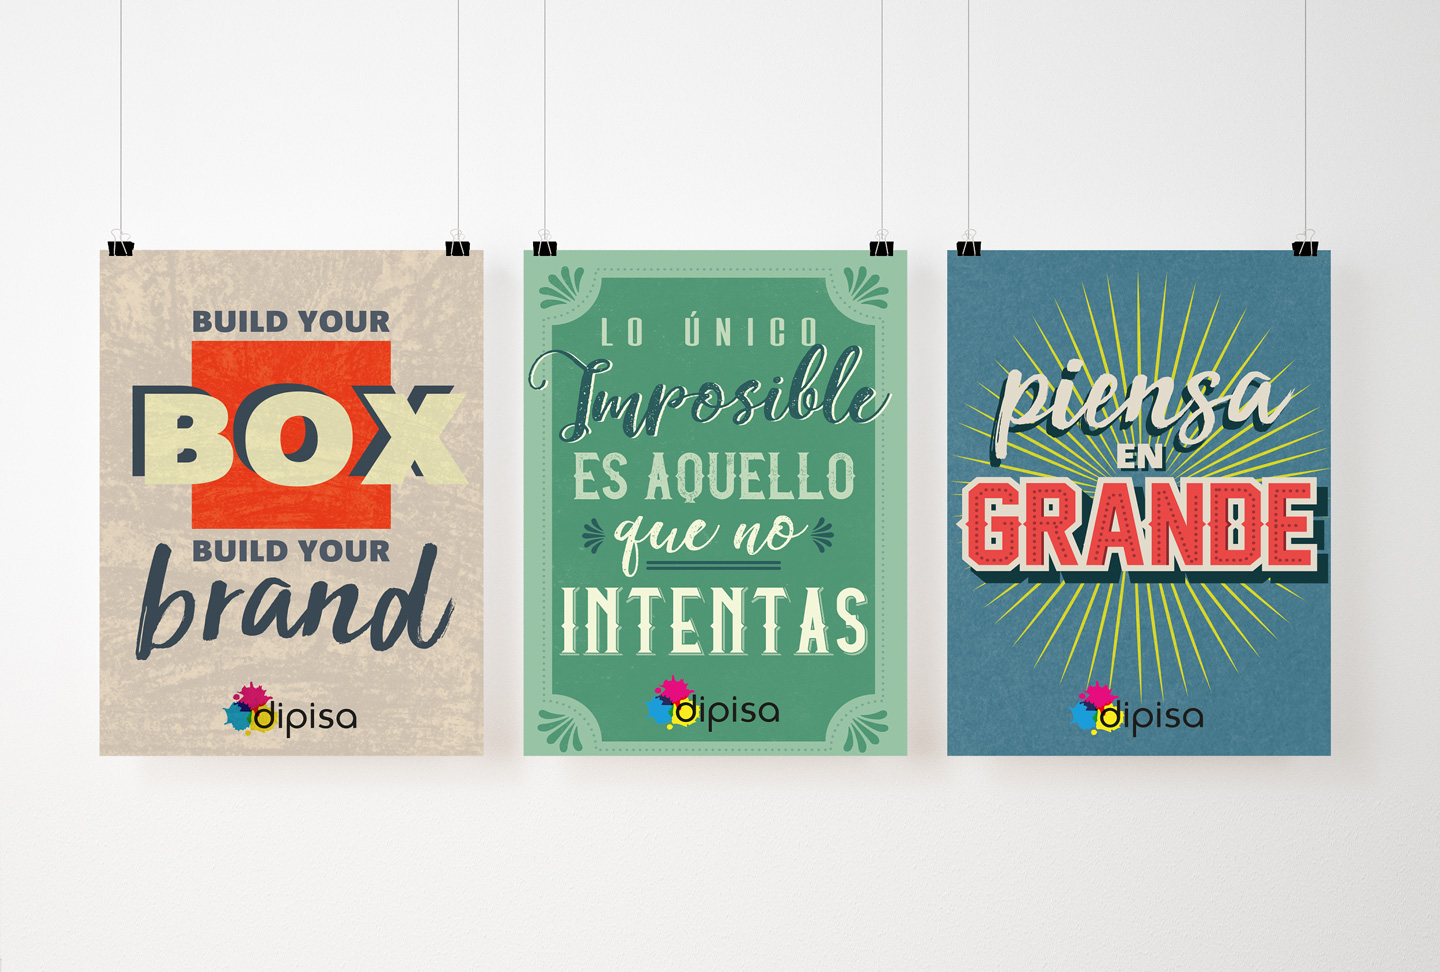 BUILD YOUR
BOX
BUILD YOUR
brand
dipisa
LO ÚNICO
Imposible
ES AQUELLO
que no
INTENTAS
dipisa
piensa
EN
GRANDE
dipisa